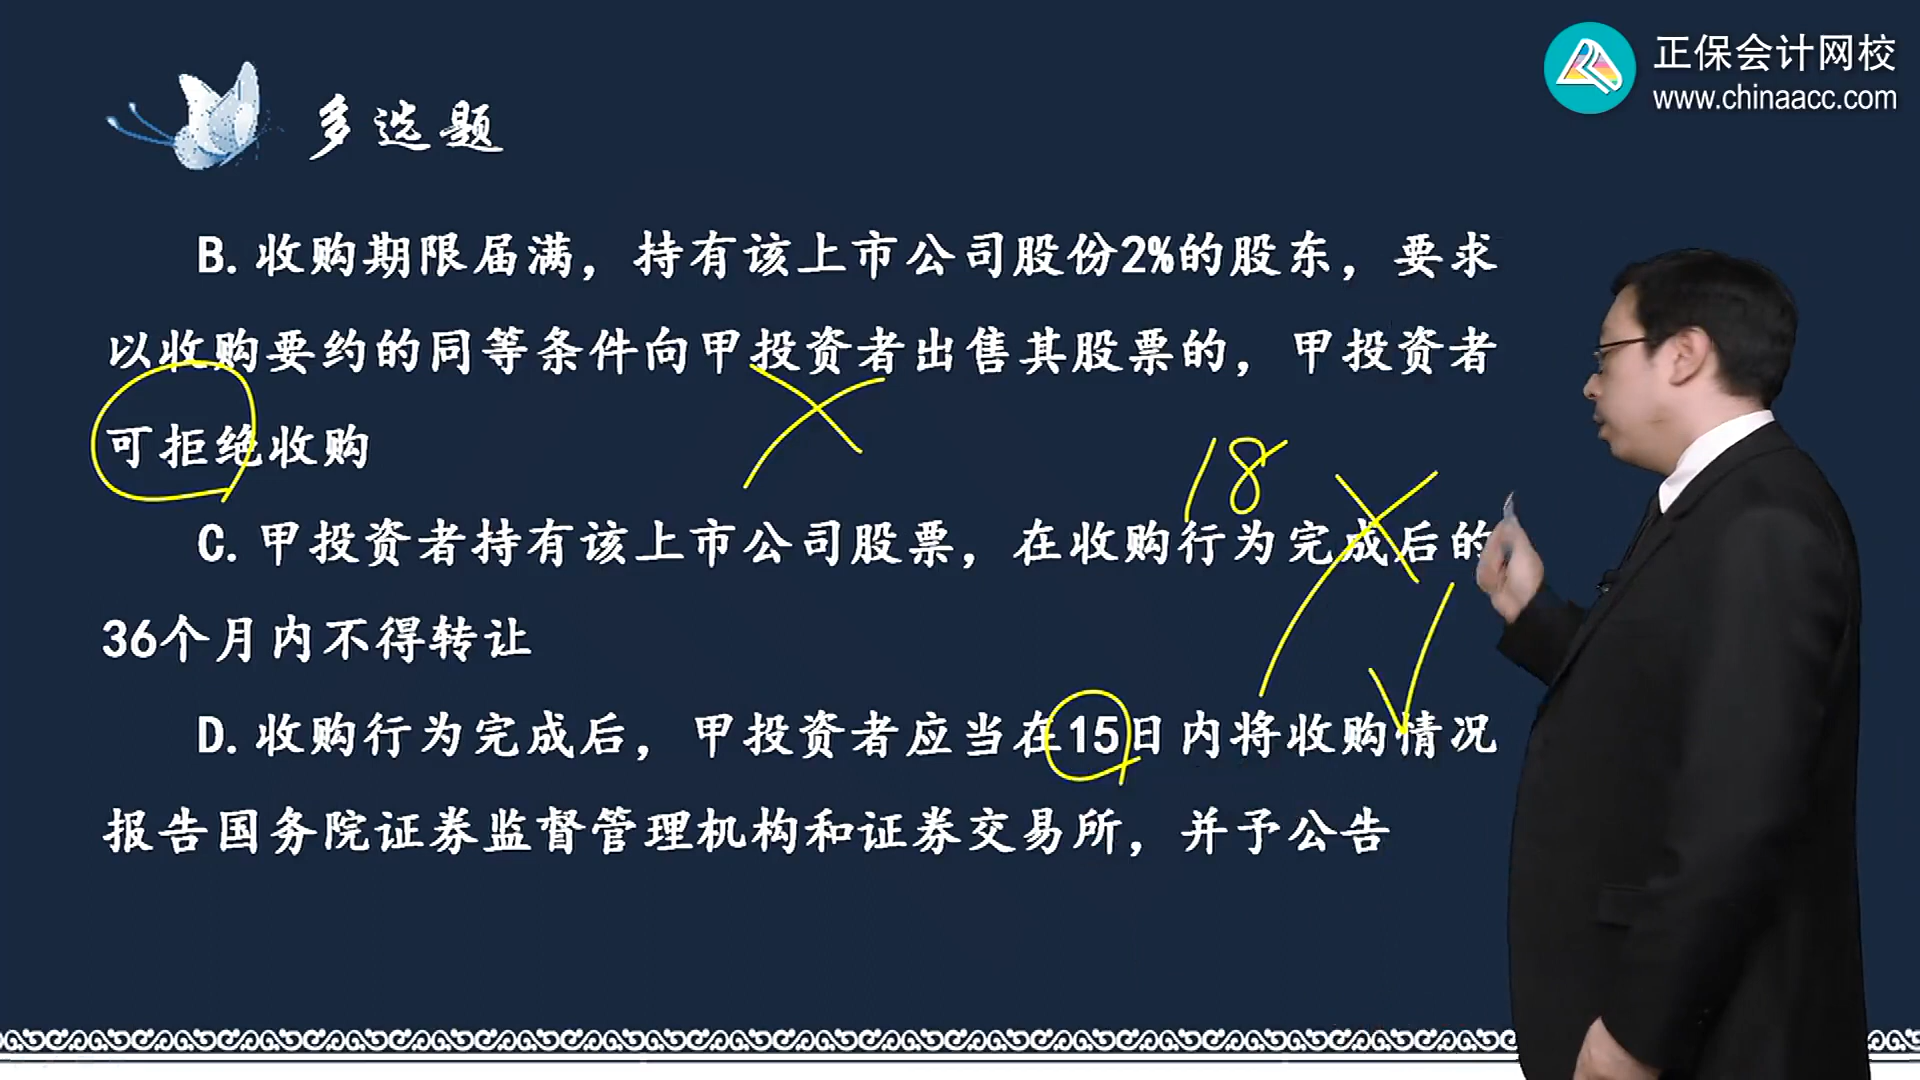 正保会计网校
www.chinaacc.com
多选题
B.收购期限届满，持有该上市公司股份2%的股东，要求
以收购要约的同等条件向甲投资者出售其股票的，甲投资者
可拒绝收购
18
C.甲投资者持有该上市公司股票，在收购行为完成后的
36个月内不得转让
D.收购行为完成后，甲投资者应当在15日内将收购情况
报告国务院证券监督管理机构和证券交易所，并予公告